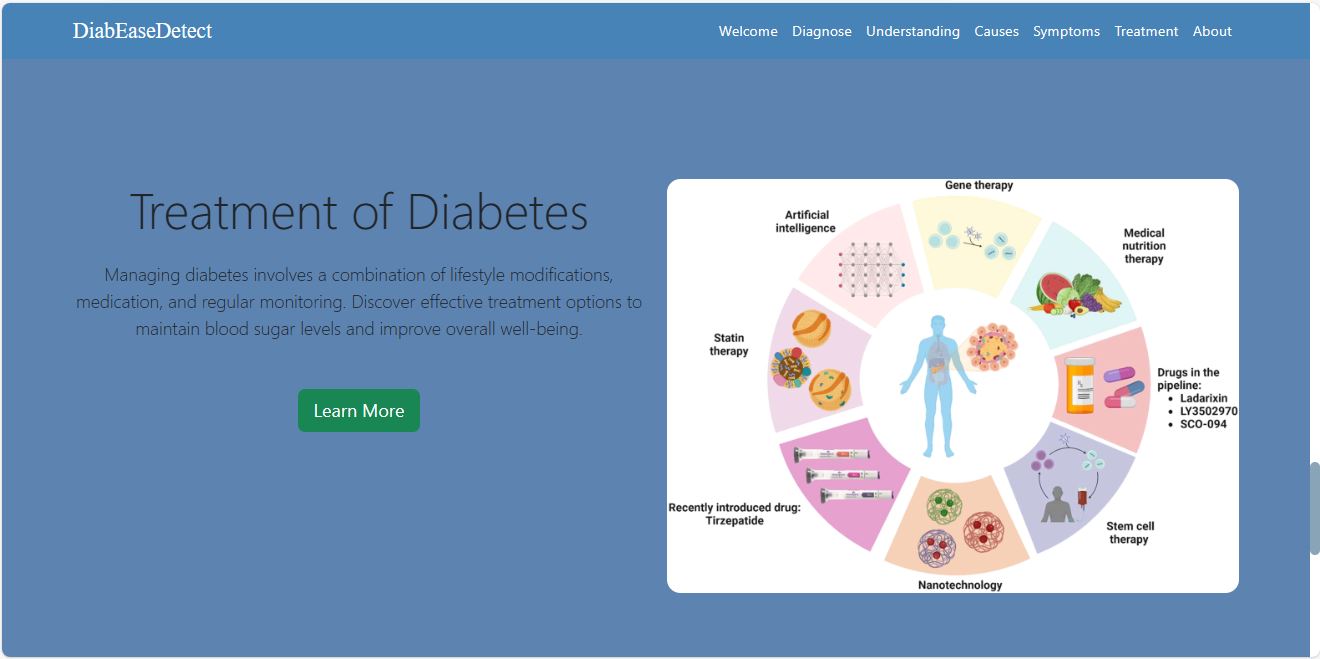 DiabEaseDetect
Welcome Diagnose Understanding Causes Symptoms Treatment About
Treatment of Diabetes
Managing diabetes involves a combination of lifestyle modifications,
medication, and regular monitoring. Discover effective treatment options to
maintain blood sugar levels and improve overall well-being.
Learn More
Gene therapy
Artificial
intelligence
Medical
nutrition
therapy
Statin
therapy
Drugs in the
pipeline:
• Ladarixin
• LY3502970
• SCO-094
Recently introduced drug:
Tirzepatide
Stem cell
therapy
Nanotechnology